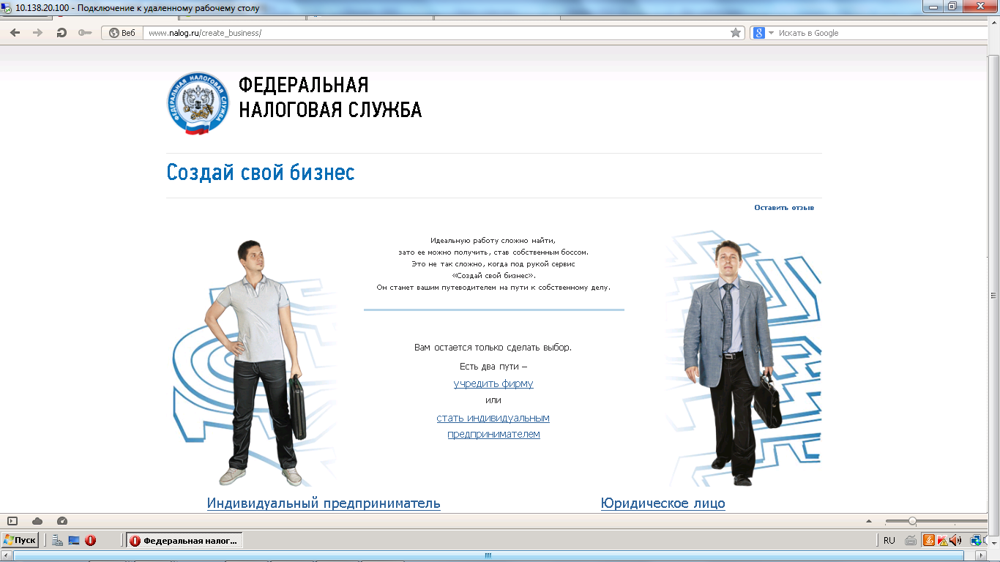 10.138.20.100 - Подключение к удаленному рабочему столу
Веб
www.nalog.ru/create_business/
Искать в Google
ФЕДЕРАЛЬНАЯ НАЛОГОВАЯ СЛУЖБА
ФЕДЕРАЛЬНАЯ
НАЛОГОВАЯ СЛУЖБА
Создай свой бизнес
Оставить отзыв
Идеальную работу сложно найти,
зато ее можно получить, став собственным боссом.
Это не так сложно, когда под рукой сервис
«Создай свой бизнес».
Он станет вашим путеводителем на пути к собственному делу.
Вам остается только сделать выбор.
Есть два пути –
учредить фирму
или
стать индивидуальным
предпринимателем
Индивидуальный предприниматель
Юридическое лицо
Пуск
Федеральная налог...
RU